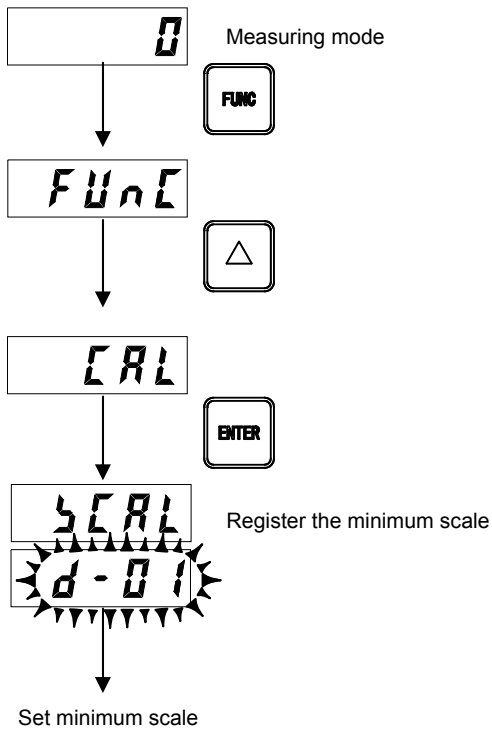 0
Measuring mode
FUNC
FUnC
△
CAL
ENTER
SCAL
Register the minimum scale
d-01
Set minimum scale